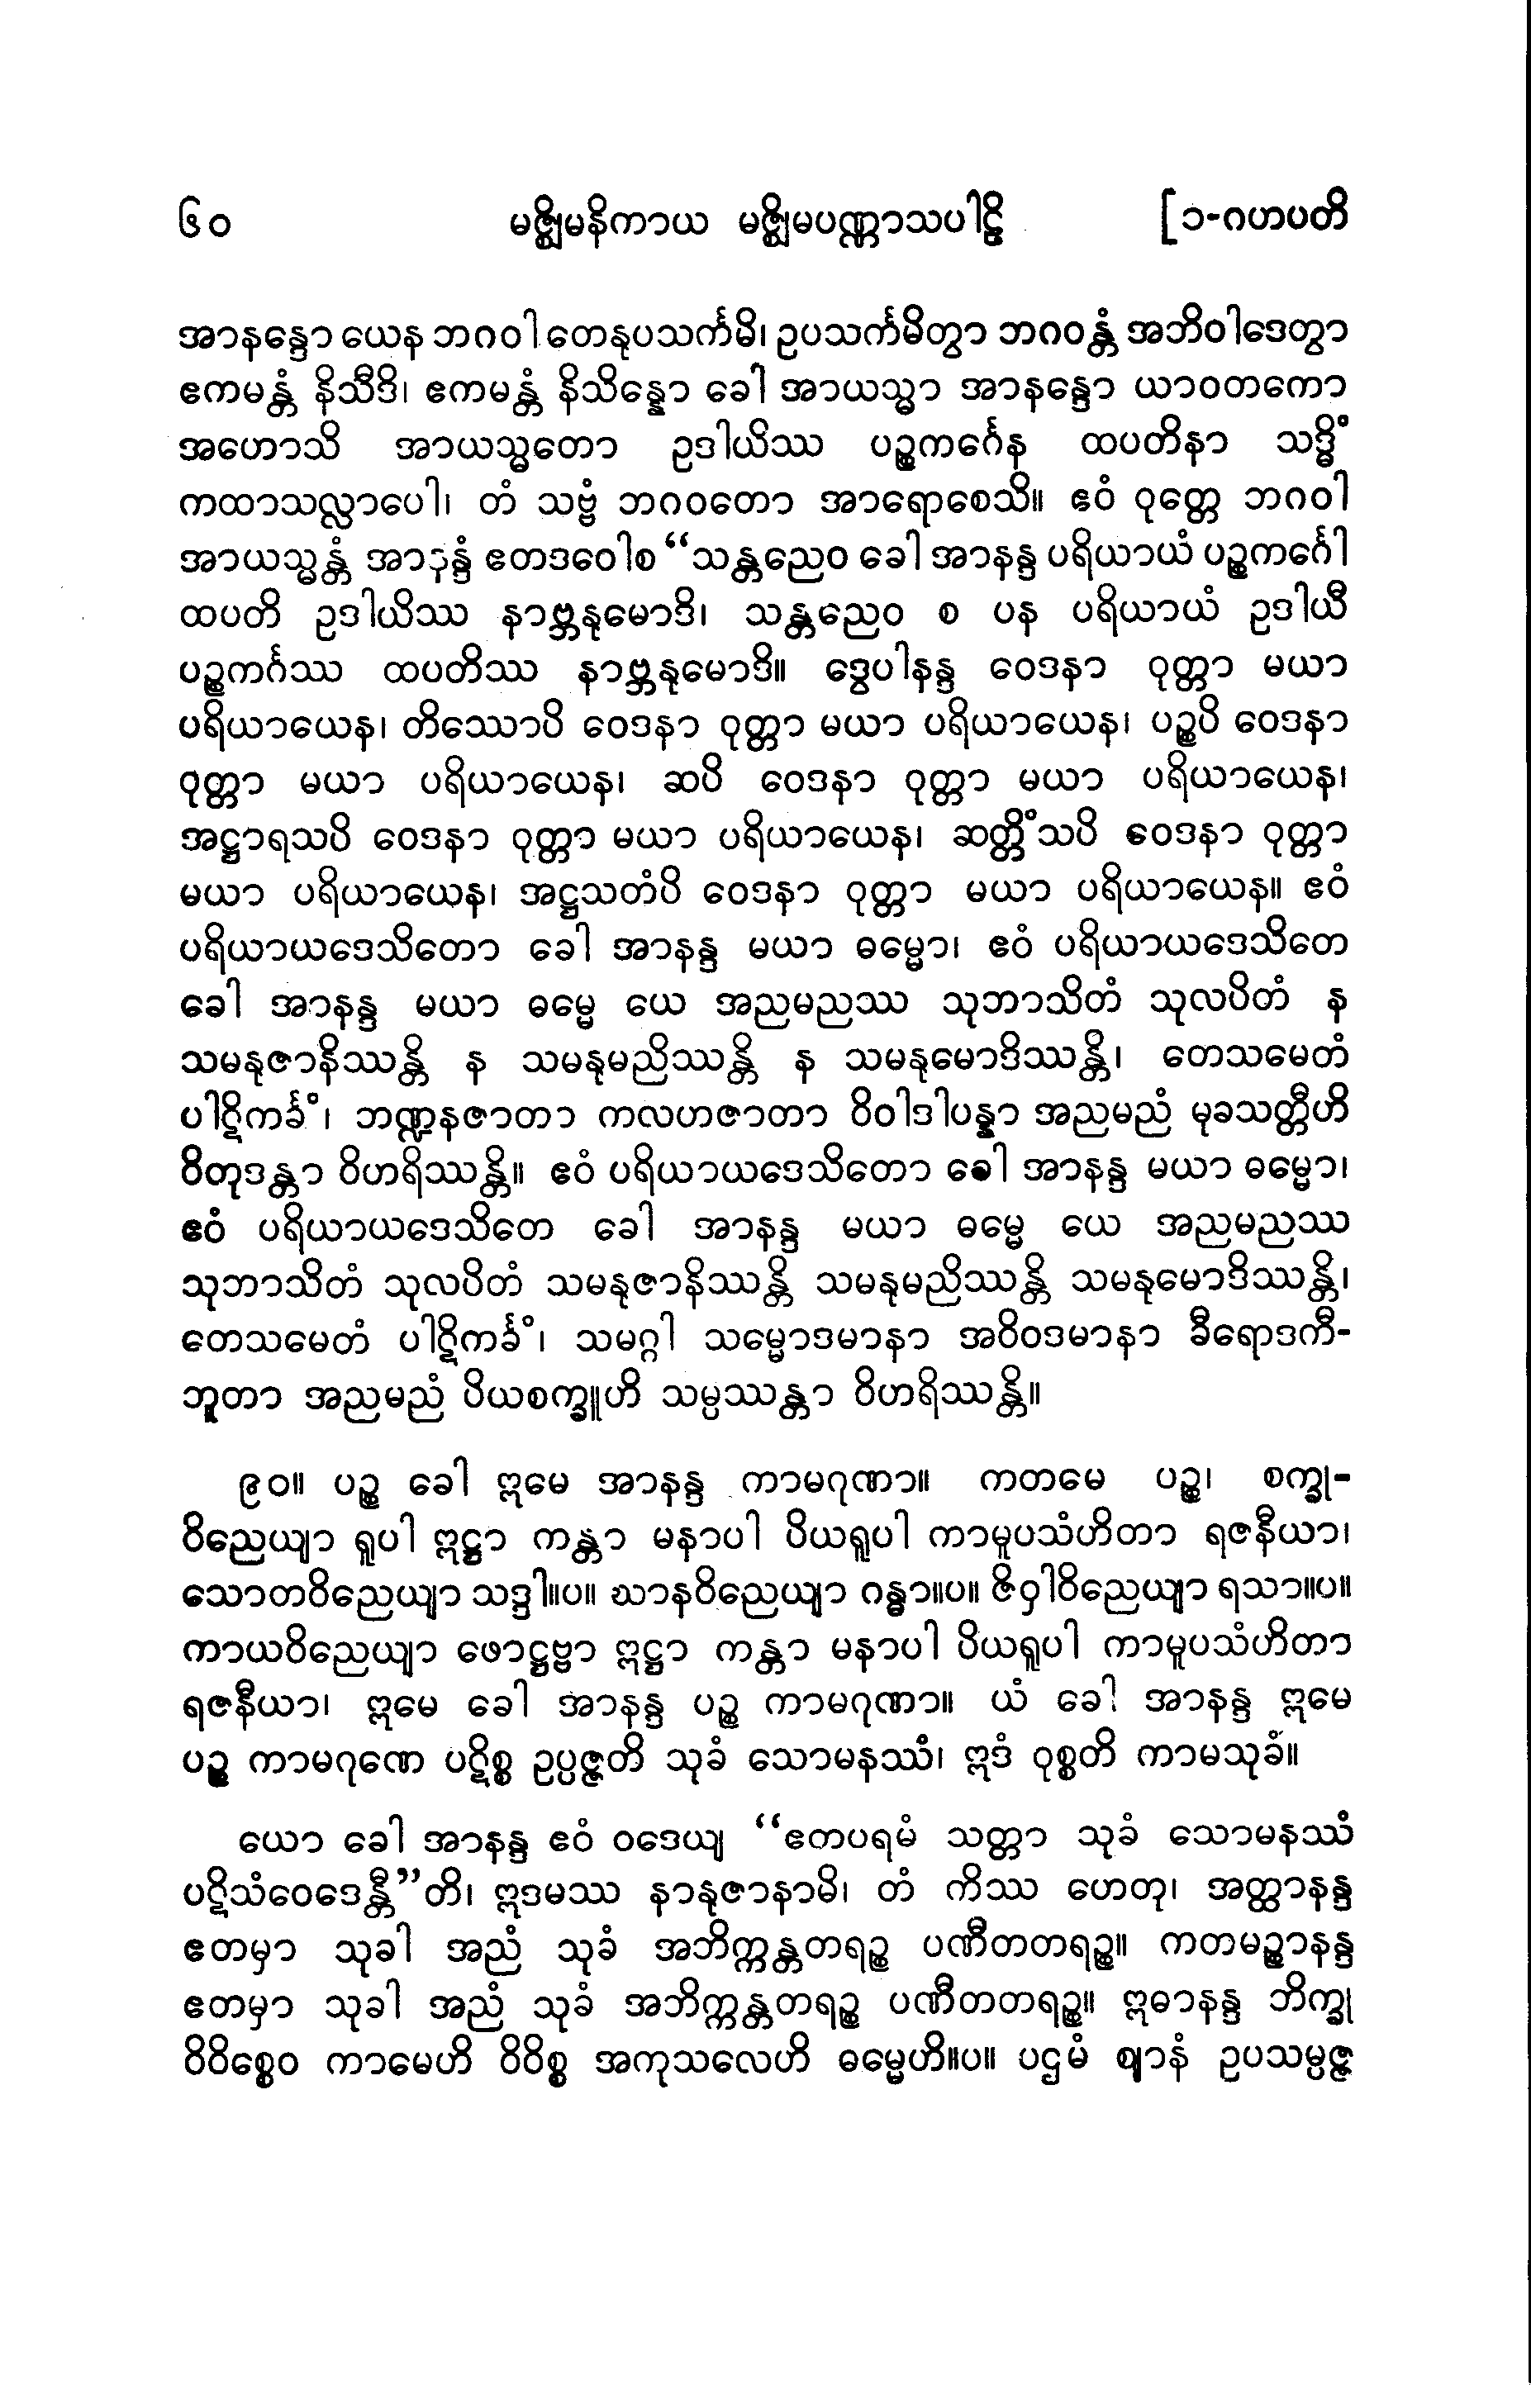 ၆၀ မဇ္ဈိမနိကာယ မဇ္ဈိမပဏ္ဏာသပါဠိ [၁-ဂဟပတိ
အာနန္ဒော ယေန ဘဂဝါ တေနုပသင်္ကမိ၊ ဥပသင်္ကမိတွာ ဘဂဝန္တံ အဘိဝါဒေတွာ
ဧကမန္တံ နိသီဒိ၊ ဧကမန္တံ နိသိန္နော ခေါ အာယသ္မာ အာနန္ဒော ယာဝတကော
အဟောသိ အာယသ္မတော ဥဒါယိဿ ပဉ္စကင်္ဂေန ထပတိနာ သဒ္ဓိံ
ကထာသလ္လာပေါ၊ တံ သဗ္ဗံ ဘဂဝတော အာရောစေသိ။ ဧဝံ ဝုတ္တေ ဘဂဝါ
အာယသ္မန္တံ အာနန္ဒံ ဧတဒဝေါစ “သန္တညေဝ ခေါ အာနန္ဒ ပရိယာယံ ပဉ္စကင်္ဂေါ
ထပတိ ဥဒါယိဿ နာဗ္ဘနုမောဒိ၊ သန္တညေဝ စ ပန ပရိယာယံ ဥဒါယီ
ပဉ္စကင်္ဂဿ ထပတိဿ နာဗ္ဘနုမောဒိ။ ဒွေပါနန္ဒ ဝေဒနာ ဝုတ္တာ မယာ
ပရိယာယေန၊ တိဿောပိ ဝေဒနာ ဝုတ္တာ မယာ ပရိယာယေန၊ ပဉ္စပိ ဝေဒနာ
ဝုတ္တာ မယာ ပရိယာယေန၊ ဆပိ ဝေဒနာ ဝုတ္တာ မယာ ပရိယာယေန၊
အဋ္ဌာရသပိ ဝေဒနာ ဝုတ္တာ မယာ ပရိယာယေန၊ ဆတ္တိံသပိ ဝေဒနာ ဝုတ္တာ
မယာ ပရိယာယေန၊ အဋ္ဌသတံပိ ဝေဒနာ ဝုတ္တာ မယာ ပရိယာယေန။ ဧဝံ
ပရိယာယဒေသိတော ခေါ အာနန္ဒ မယာ ဓမ္မော၊ ဧဝံ ပရိယာယဒေသိတေ
ခေါ အာနန္ဒ မယာ ဓမ္မေ ယေ အညမညဿ သုဘာသိတံ သုလပိတံ န
သမနုဇာနိဿန္တိ န သမနုမညိဿန္တိ န သမနုမောဒိဿန္တိ၊ တေသမေတံ
ပါဋိကင်္ခံ၊ ဘဏ္ဍနဇာတာ ကလဟဇာတာ ဝိဝါဒါပန္နာ အညမညံ မုခသတ္တီဟိ
ဝိတုဒန္တာ ဝိဟရိဿန္တိ။ ဧဝံ ပရိယာယဒေသိတော ခေါ အာနန္ဒ မယာ ဓမ္မော၊
ဧဝံ ပရိယာယဒေသိတေ ခေါ အာနန္ဒ မယာ ဓမ္မေ ယေ အညမညဿ
သုဘာသိတံ သုလပိတံ သမနုဇာနိဿန္တိ သမနုမညိဿန္တိ သမနုမောဒိဿန္တိ၊
တေသမေတံ ပါဋိကင်္ခံ၊ သမဂ္ဂါ သမ္မောဒမာနာ အဝိဝဒမာနာ ခီရောဒကီ-
ဘူတာ အညမညံ ပိယစက္ခူဟိ သမ္ပဿန္တာ ဝိဟရိဿန္တိ။
၉၀။ ပဉ္စ ခေါ ဣမေ အာနန္ဒ ကာမဂုဏာ။ ကတမေ ပဉ္စ၊ စက္ခု-
ဝိညေယျာ ရူပါ ဣဋ္ဌာ ကန္တာ မနာပါ ပိယရူပါ ကာမူပသံဟိတာ ရဇနီယာ၊
သောတဝိညေယျာ သဒ္ဒါ။ပ။ ဃာနဝိညေယျာ ဂန္ဓာ။ပ။ ဇိဝှါဝိညေယျာ ရသာ။ပ။
ကာယဝိညေယျာ ဖောဋ္ဌဗ္ဗာ ဣဋ္ဌာ ကန္တာ မနာပါ ပိယရူပါ ကာမူပသံဟိတာ
ရဇနီယာ၊ ဣမေ ခေါ အာနန္ဒ ပဉ္စ ကာမဂုဏာ။ ယံ ခေါ အာနန္ဒ ဣမေ
ပဉ္စ ကာမဂုဏေ ပဋိစ္စ ဥပ္ပဇ္ဇတိ သုခံ သောမနဿံ၊ ဣဒံ ဝုစ္စတိ ကာမသုခံ။
ယော ခေါ အာနန္ဒ ဧဝံ ဝဒေယျ “ဧကပရမံ သတ္တာ သုခံ သောမနဿံ
ပဋိသံဝေဒေန္တီ”တိ၊ ဣဒမဿ နာနုဇာနာမိ၊ တံ ကိဿ ဟေတု၊ အတ္ထာနန္ဒ
ဧတမှာ သုခါ အညံ သုခံ အဘိက္ကန္တတရဉ္စ ပဏီတတရဉ္စ။ ကတမဉ္စာနန္ဒ
ဧတမှာ သုခါ အညံ သုခံ အဘိက္ကန္တတရဉ္စ ပဏီတတရဉ္စ။ ဣဓာနန္ဒ ဘိက္ခု
ဝိဝိစ္စေဝ ကာမေဟိ ဝိဝိစ္စ အကုသလေဟိ ဓမ္မေဟိ။ပ။ ပဌမံ ဈာနံ ဥပသမ္ပဇ္ဇ